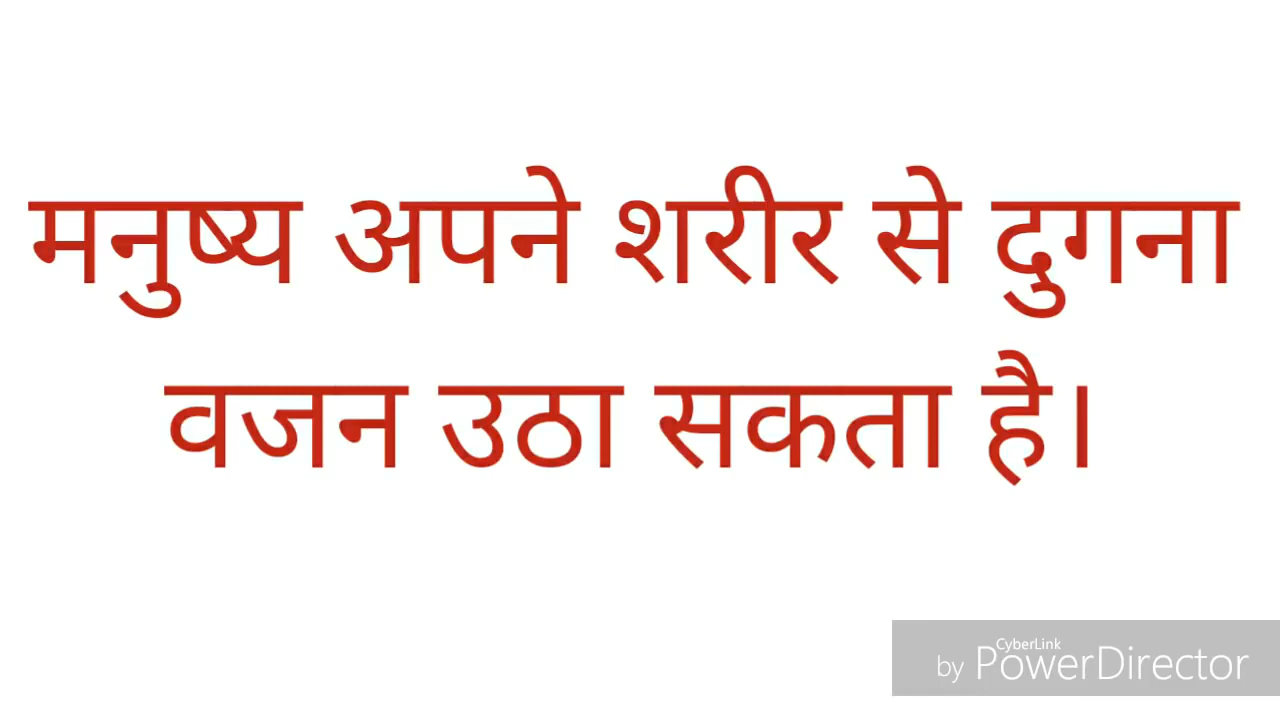 मनुष्य अपने शरीर से दुगना
वजन उठा सकता है।
CyberLink
by PowerDirector